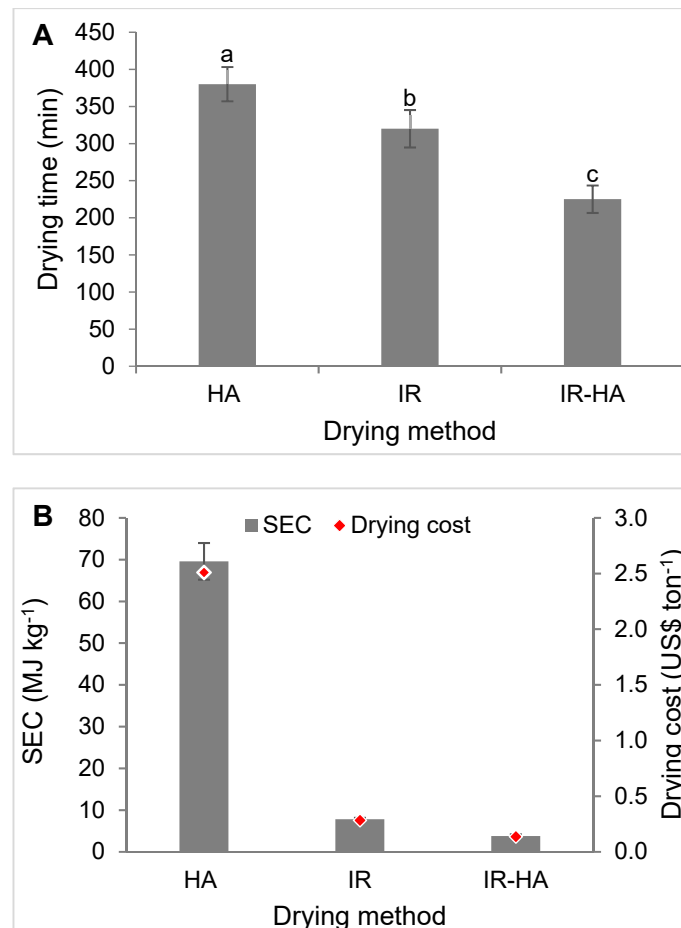 A
Drying time (min)
450
400
350
300
250
200
150
100
50
0
a
b
c
HA IR IR-HA
Drying method
B
SEC Drying cost
SEC (MJ kg⁻¹)
80
70
60
50
40
30
20
10
0
3.0
2.5
2.0
1.5
1.0
0.5
0.0
Drying cost (US$ ton⁻¹)
HA IR IR-HA
Drying method